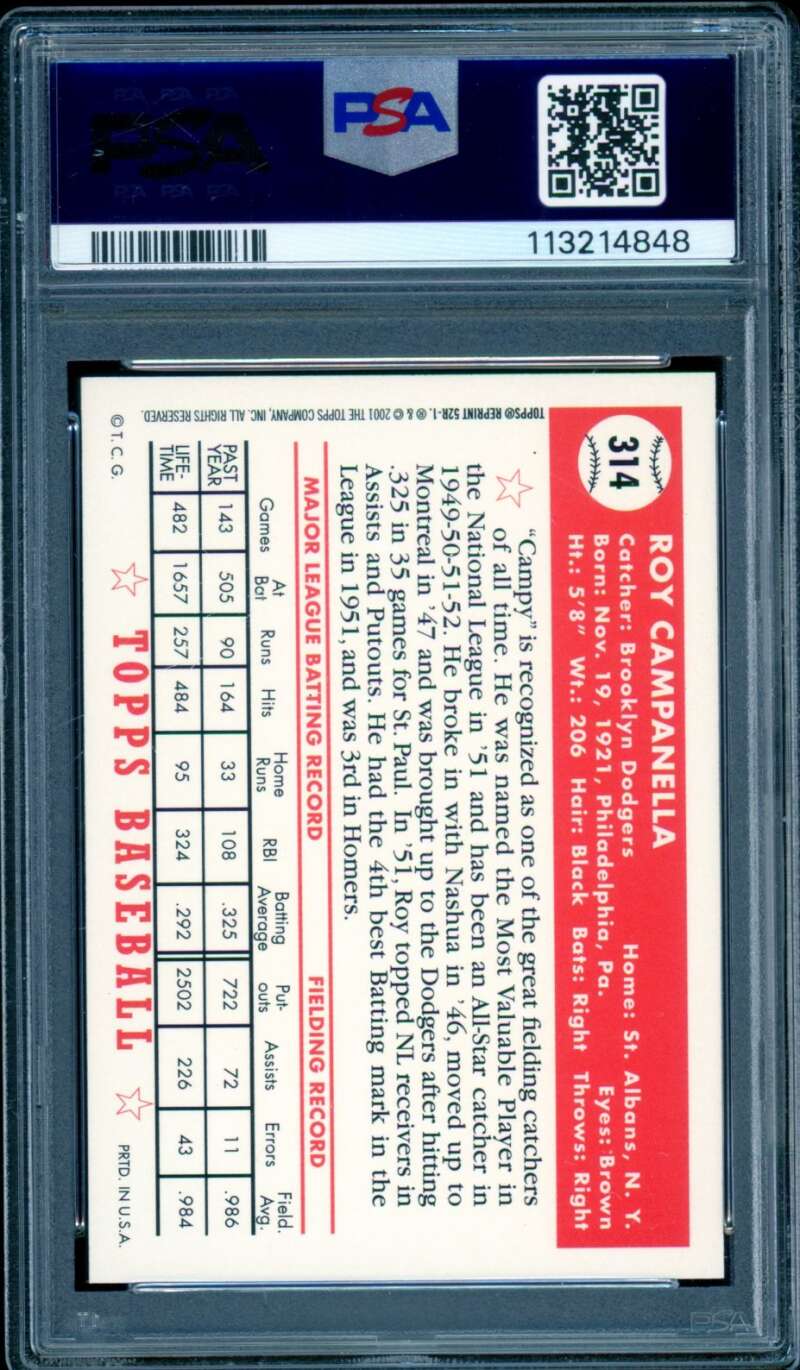 PSA
113214848
314
ROY CAMPANELLA
Catcher: Brooklyn Dodgers Home: St. Albans, N. Y.
Born: Nov. 19, 1921, Philadelphia, Pa. Eyes: Brown
Ht.: 5'8" Wt.: 206 Hair: Black Bats: Right Throws: Right
TOPPS® REPRINT 52R-1. ® & © 2001 THE TOPPS COMPANY, INC. ALL RIGHTS RESERVED.
"Campy" is recognized as one of the great fielding catchers
of all time. He was named the Most Valuable Player in
the National League in '51 and has been an All-Star catcher in
1949-50-51-52. He broke in with Nashua in '46, moved up to
Montreal in '47 and was brought up to the Dodgers after hitting
.325 in 35 games for St. Paul. In '51, Roy topped NL receivers in
Assists and Putouts. He had the 4th best Batting mark in the
League in 1951, and was 3rd in Homers.
MAJOR LEAGUE BATTING RECORD FIELDING RECORD
Games At Bat Runs Hits Home Runs RBI Batting Average Put-outs Assists Errors Field. Avg.
PAST YEAR 143 505 90 164 33 108 .325 722 72 11 .986
LIFE-TIME 482 1657 257 484 95 324 .292 2502 226 43 .984
© T. C. G. TOPPS BASEBALL PRTD. IN U.S.A.
PSA